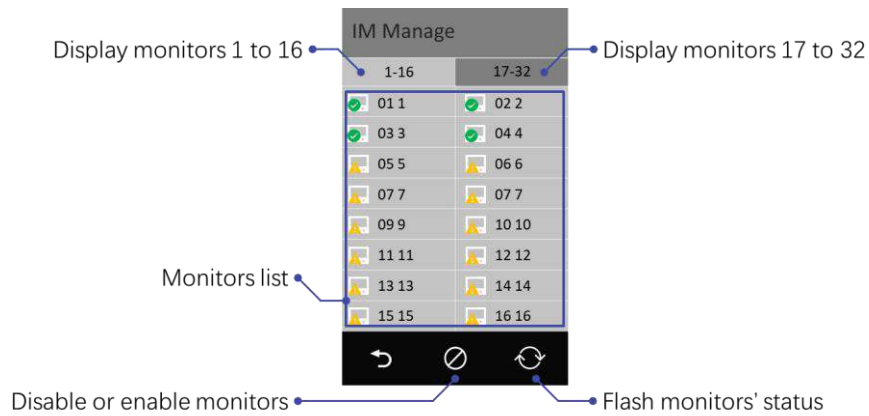 IM Manage
Display monitors 1 to 16
Display monitors 17 to 32
1-16 17-32
01 1 02 2
03 3 04 4
05 5 06 6
07 7 07 7
09 9 10 10
11 11 12 12
Monitors list
13 13 14 14
15 15 16 16
Disable or enable monitors
Flash monitors' status